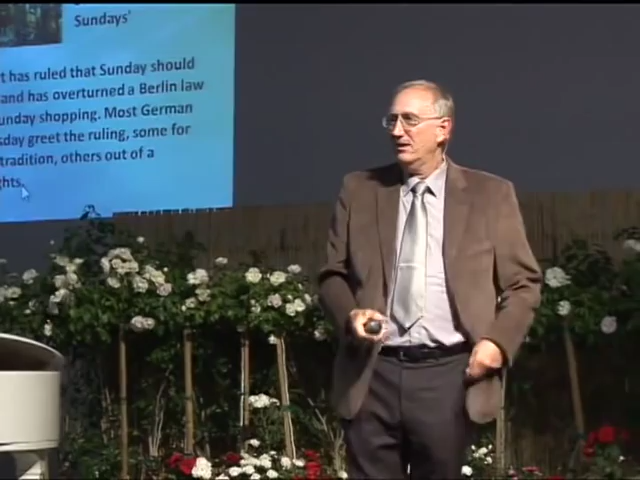 Sundays'
t has ruled that Sunday should
and has overturned a Berlin law
unday shopping. Most German
sday greet the ruling, some for
tradition, others out of a
ghts.